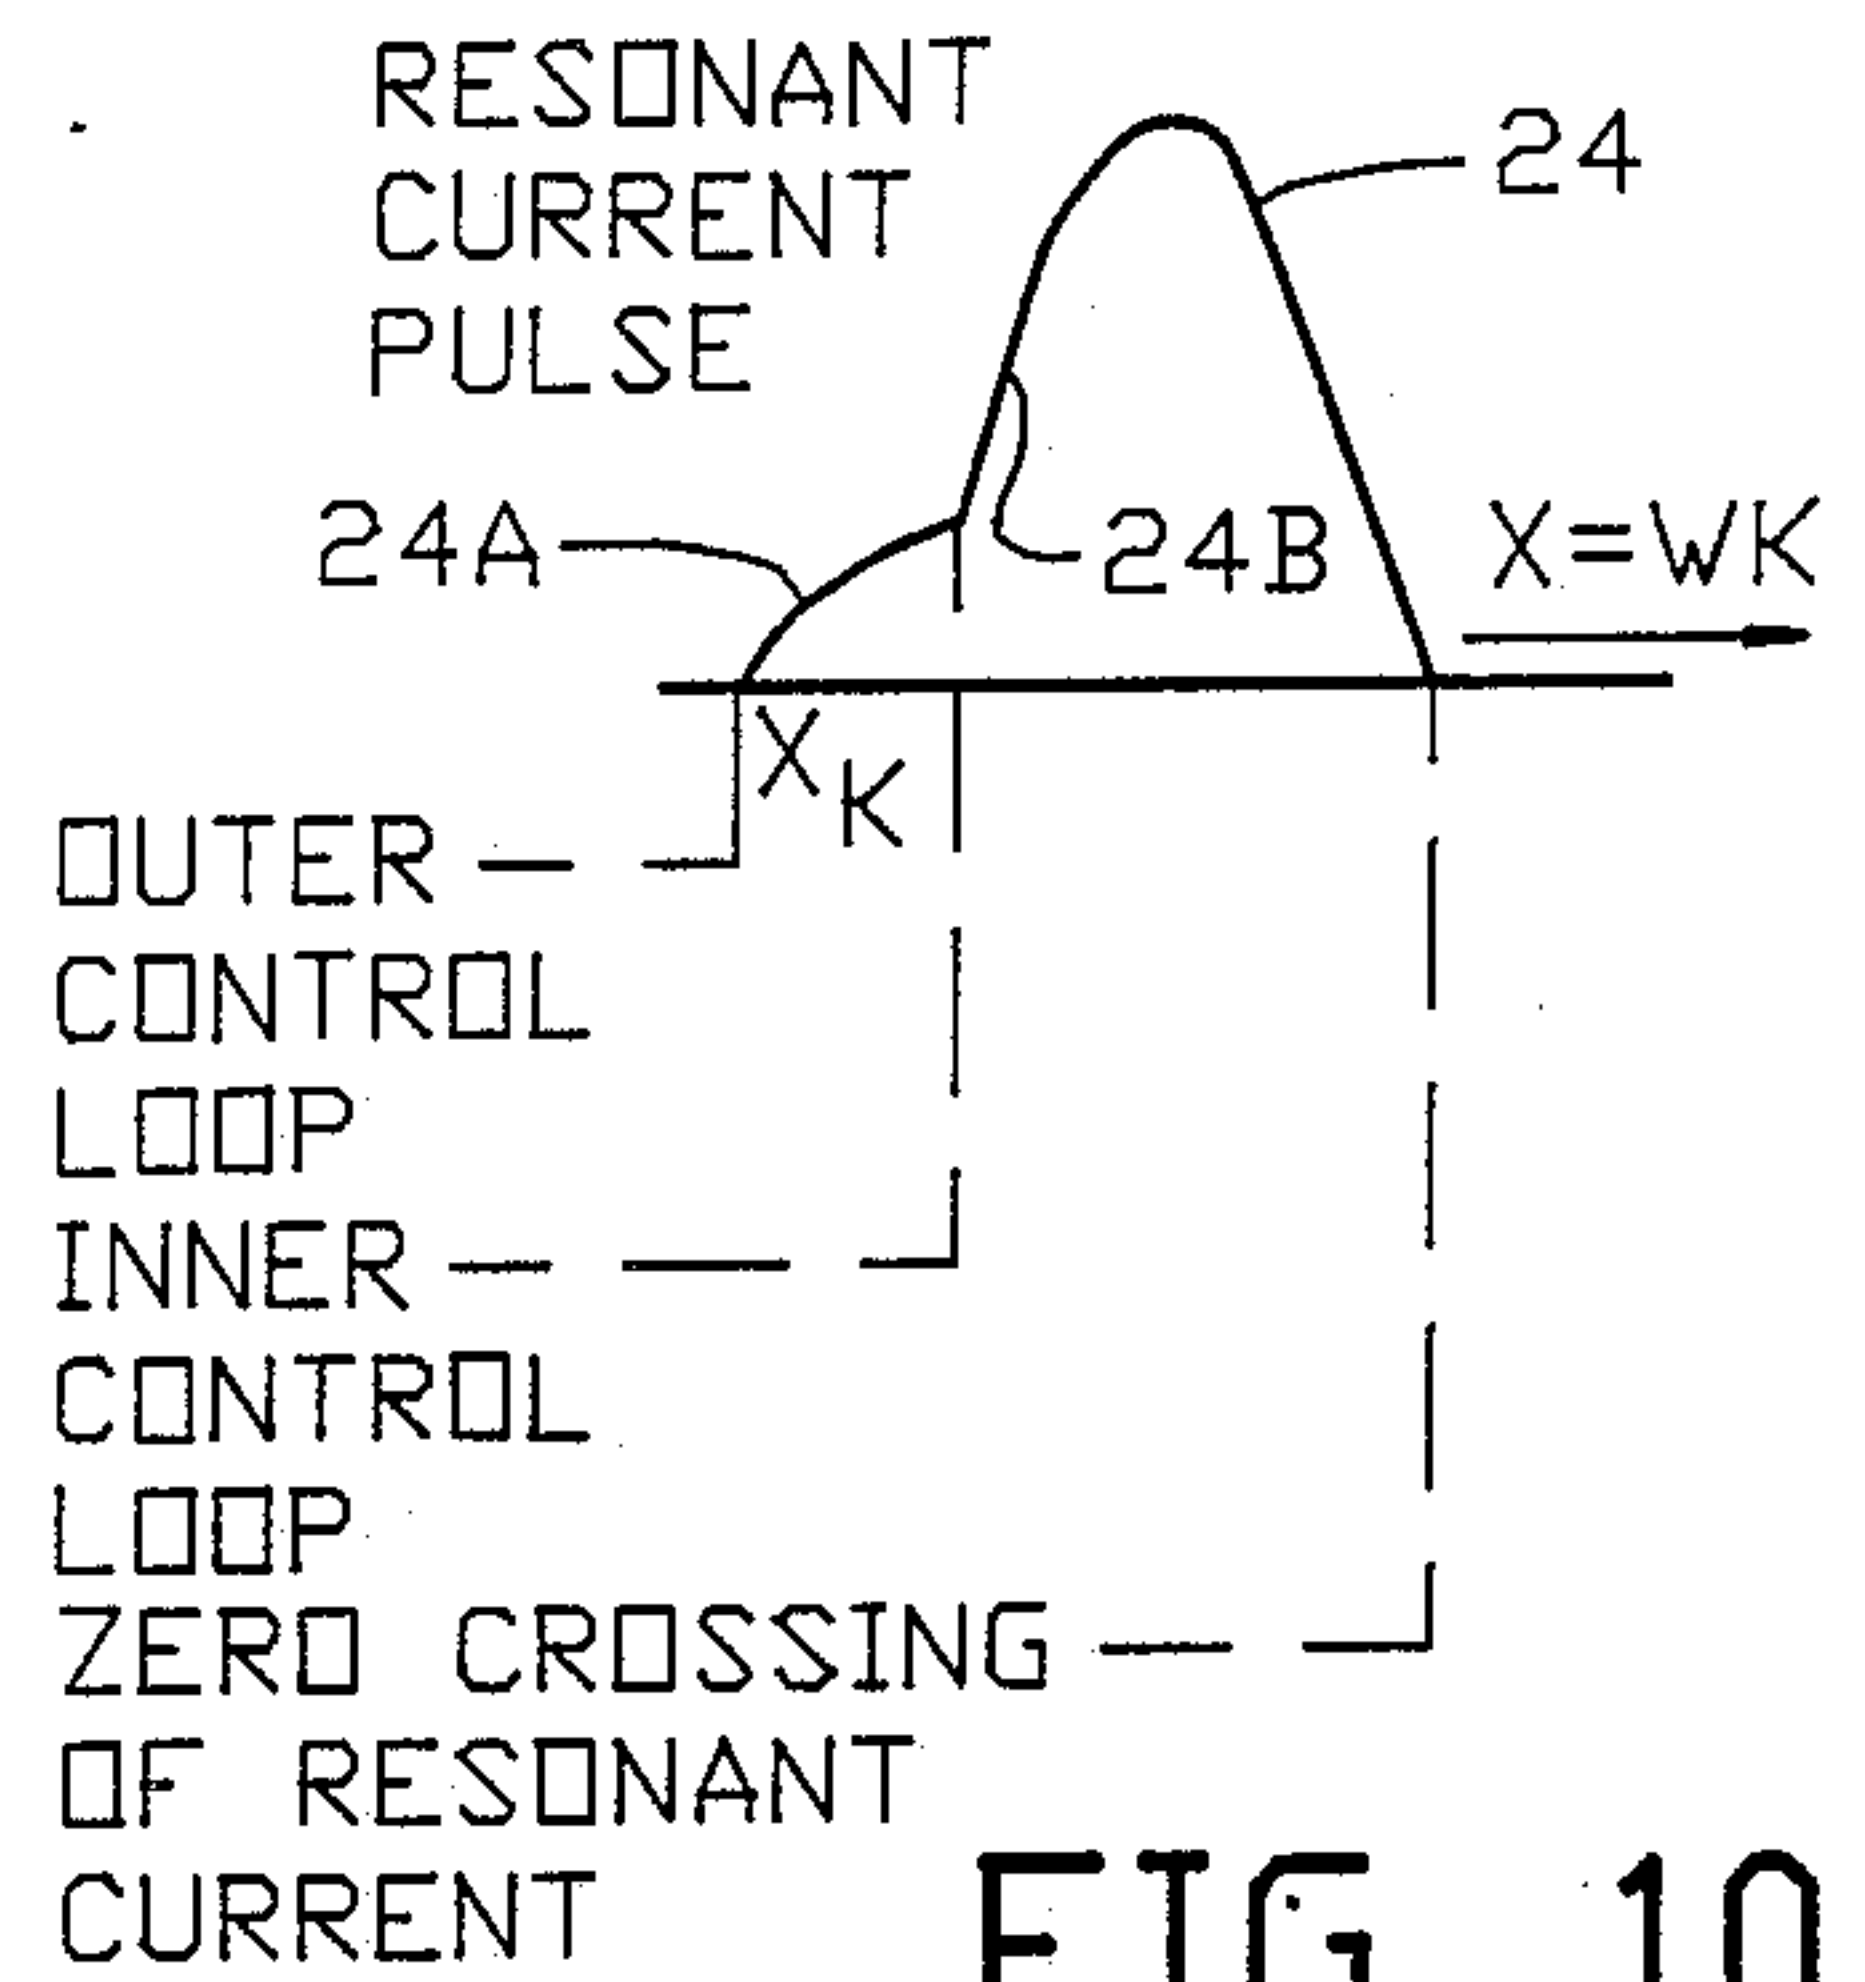 RESONANT
CURRENT
PULSE
24
24A
24B
X=WK
XK
OUTER
CONTROL
LOOP
INNER
CONTROL
LOOP
ZERO CROSSING
OF RESONANT
CURRENT
FIG 10